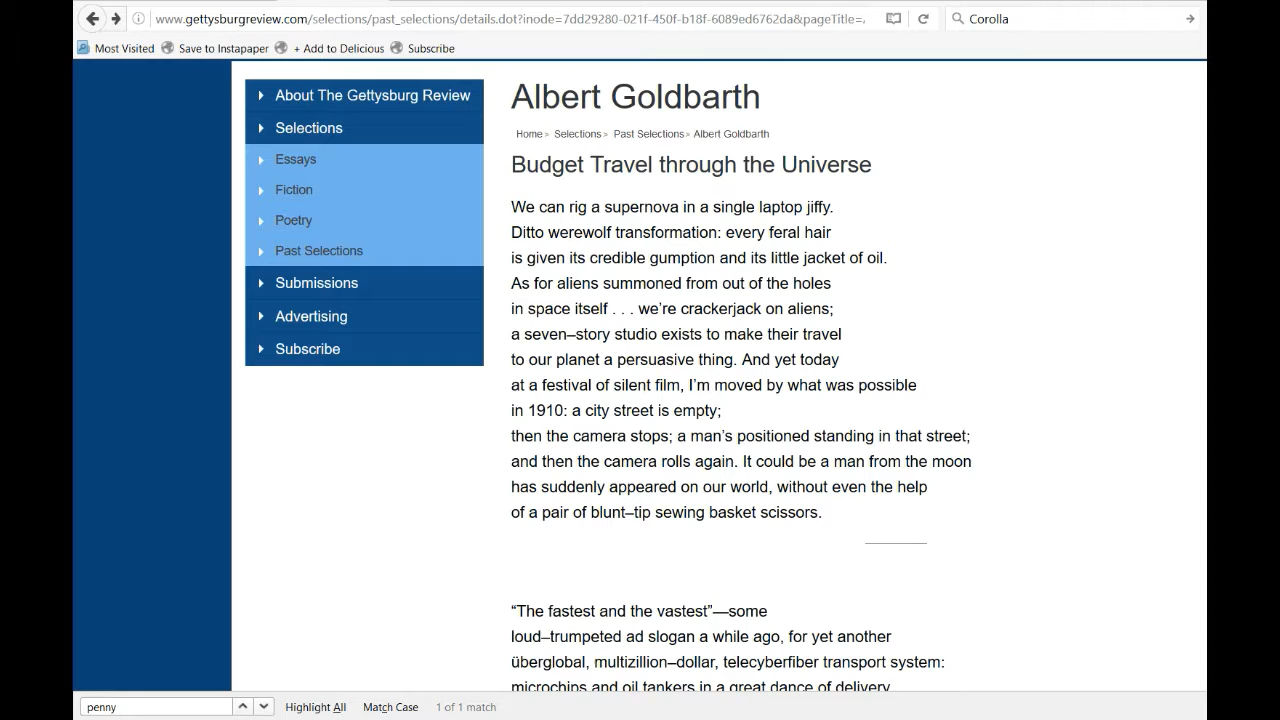 www.gettysburgreview.com/selections/past_selections/details.dot?inode=7dd29280-021f-450f-b18f-6089ed6762da&pageTitle=
Corolla
Most Visited Save to Instapaper + Add to Delicious Subscribe
About The Gettysburg Review
Selections
Essays
Fiction
Poetry
Past Selections
Submissions
Advertising
Subscribe
Albert Goldbarth
Home » Selections » Past Selections » Albert Goldbarth
Budget Travel through the Universe
We can rig a supernova in a single laptop jiffy.
Ditto werewolf transformation: every feral hair
is given its credible gumption and its little jacket of oil.
As for aliens summoned from out of the holes
in space itself . . . we’re crackerjack on aliens;
a seven–story studio exists to make their travel
to our planet a persuasive thing. And yet today
at a festival of silent film, I’m moved by what was possible
in 1910: a city street is empty;
then the camera stops; a man’s positioned standing in that street;
and then the camera rolls again. It could be a man from the moon
has suddenly appeared on our world, without even the help
of a pair of blunt–tip sewing basket scissors.
“The fastest and the vastest”—some
loud–trumpeted ad slogan a while ago, for yet another
überglobal, multizillion–dollar, telecyberfiber transport system:
microchips and oil tankers in a great dance of delivery
penny Highlight All Match Case 1 of 1 match